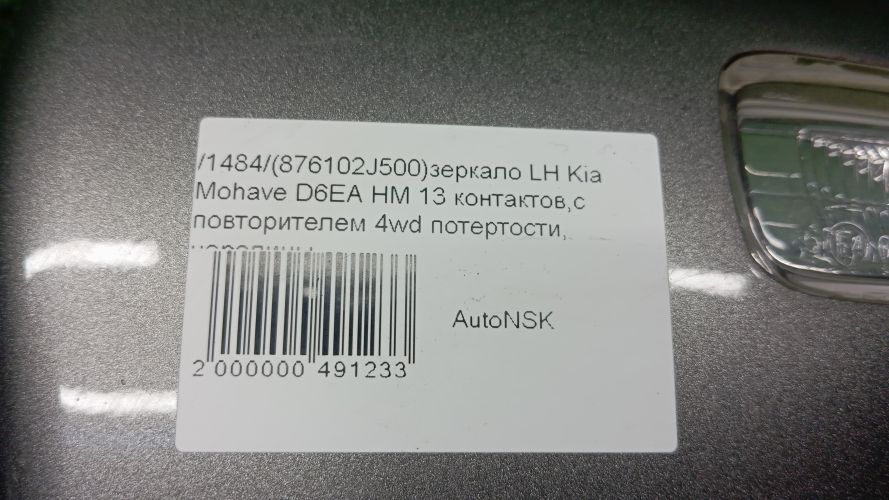 /1484/(876102J500)зеркало LH Kia
Mohave D6EA HM 13 контактов,с
повторителем 4wd потертости,
AutoNSK
2 000000 491233